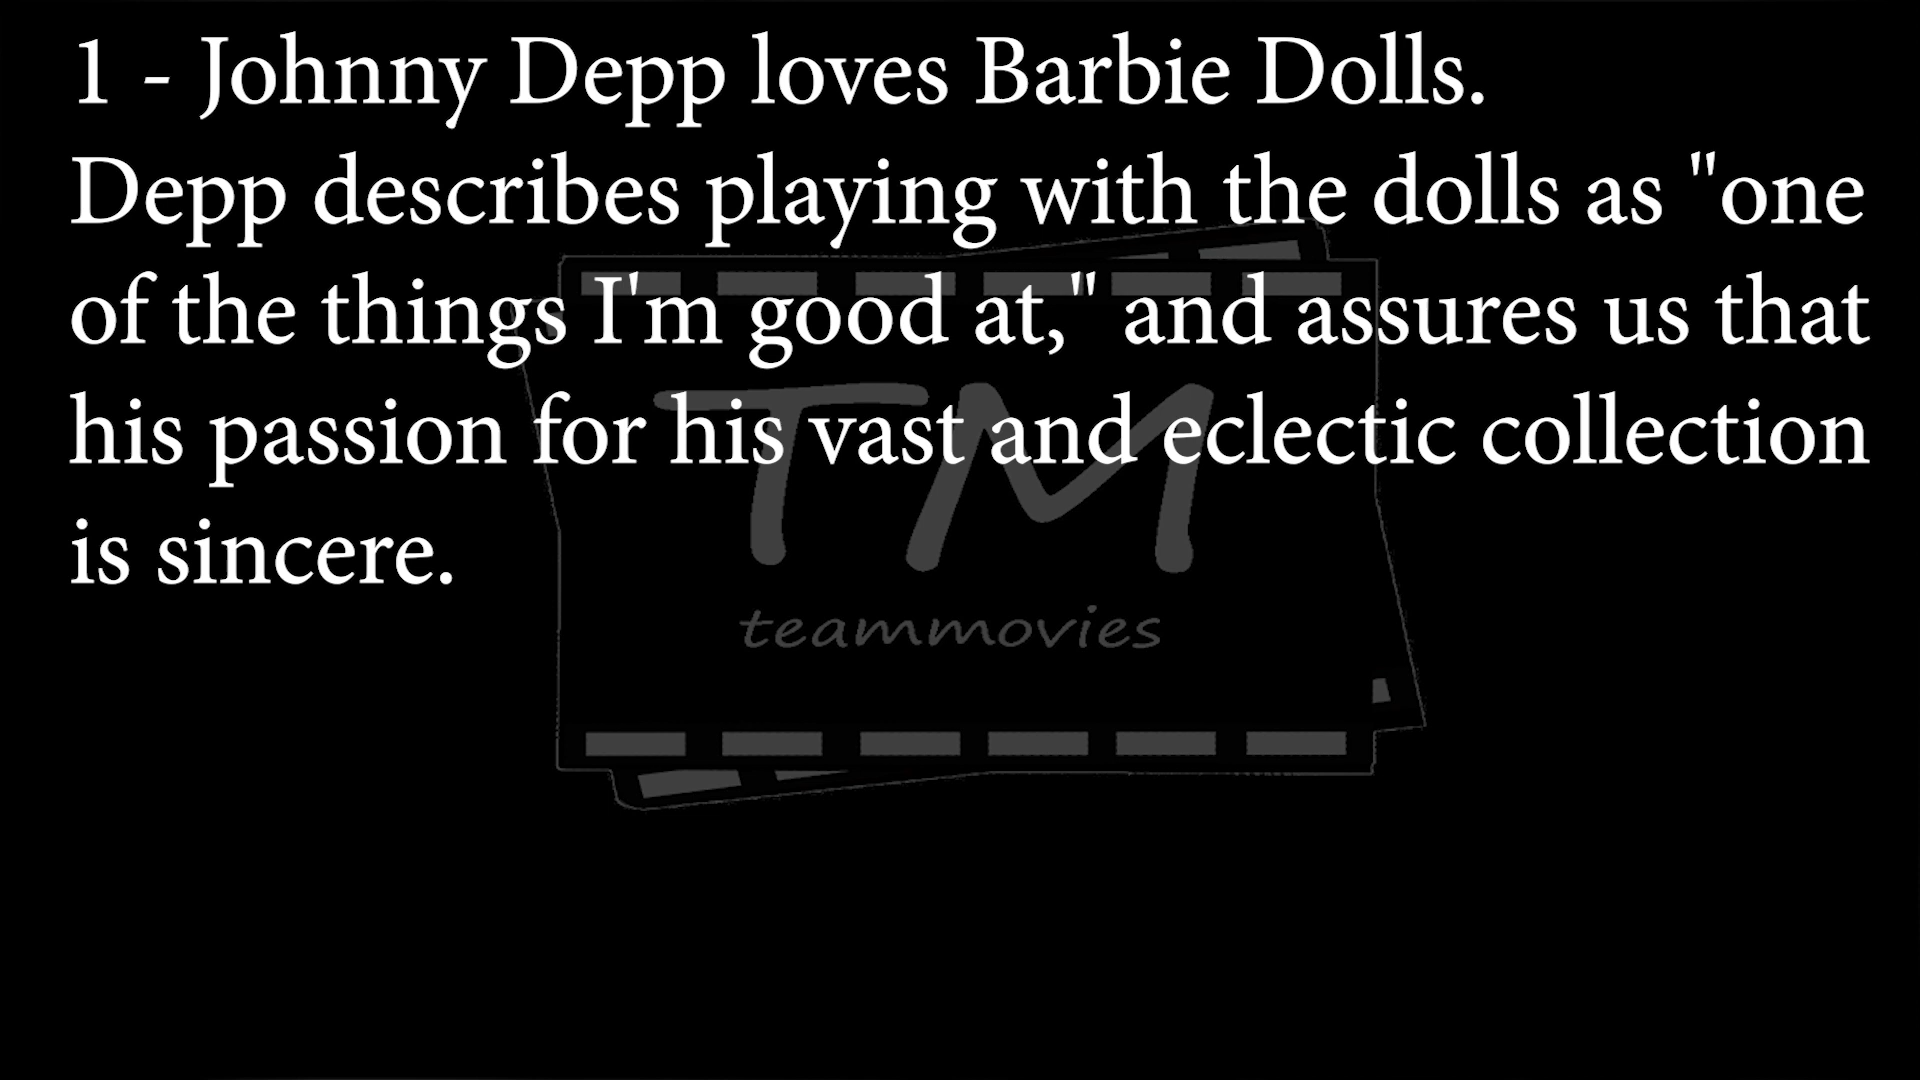 1 - Johnny Depp loves Barbie Dolls.
Depp describes playing with the dolls as "one
of the things I'm good at," and assures us that
his passion for his vast and eclectic collection
is sincere.
TM
teammovies